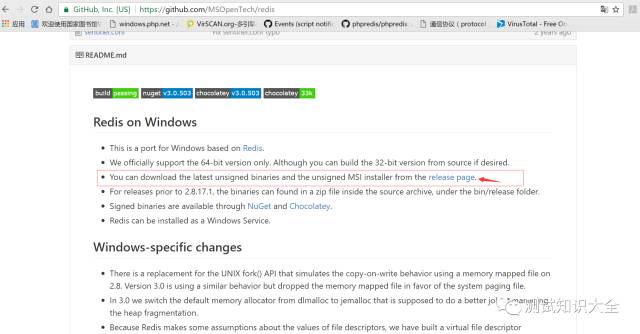 GitHub, Inc. [US] | https://github.com/MSOpenTech/redis
应用 欢迎使用国家图书馆 windows.php.net - / VirSCAN.org-多引擎 GitHub Events (script notific phpredis/phpredis: 通信协议 (protocol) VirusTotal - Free O
sentinel.conf Fix sentinel.conf typo 2 years ago
README.md
build passing nuget v3.0.503 chocolatey v3.0.503 chocolatey 33k
Redis on Windows
This is a port for Windows based on Redis.
We officially support the 64-bit version only. Although you can build the 32-bit version from source if desired.
You can download the latest unsigned binaries and the unsigned MSI installer from the release page.
For releases prior to 2.8.17.1, the binaries can found in a zip file inside the source archive, under the bin/release folder.
Signed binaries are available through NuGet and Chocolatey.
Redis can be installed as a Windows Service.
Windows-specific changes
There is a replacement for the UNIX fork() API that simulates the copy-on-write behavior using a memory mapped file on
2.8. Version 3.0 is using a similar behavior but dropped the memory mapped file in favor of the system paging file.
In 3.0 we switch the default memory allocator from dlmalloc to jemalloc that is supposed to do a better job
the heap fragmentation.
Because Redis makes some assumptions about the values of file descriptors, we have built a virtual file descriptor
测试知识大全